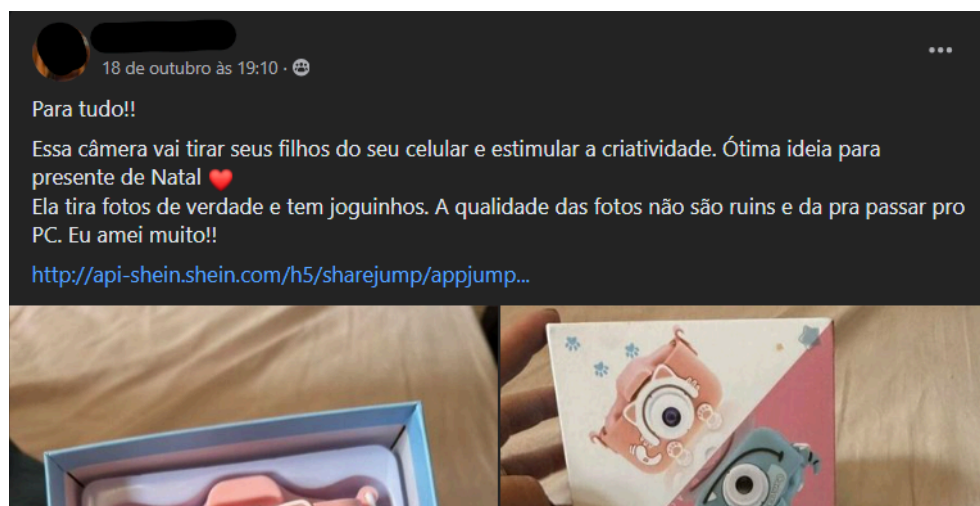 18 de outubro às 19:10 ·
Para tudo!!
Essa câmera vai tirar seus filhos do seu celular e estimular a criatividade. Ótima ideia para
presente de Natal ❤️
Ela tira fotos de verdade e tem joguinhos. A qualidade das fotos não são ruins e da pra passar pro
PC. Eu amei muito!!
http://api-shein.shein.com/h5/sharejump/appjump...